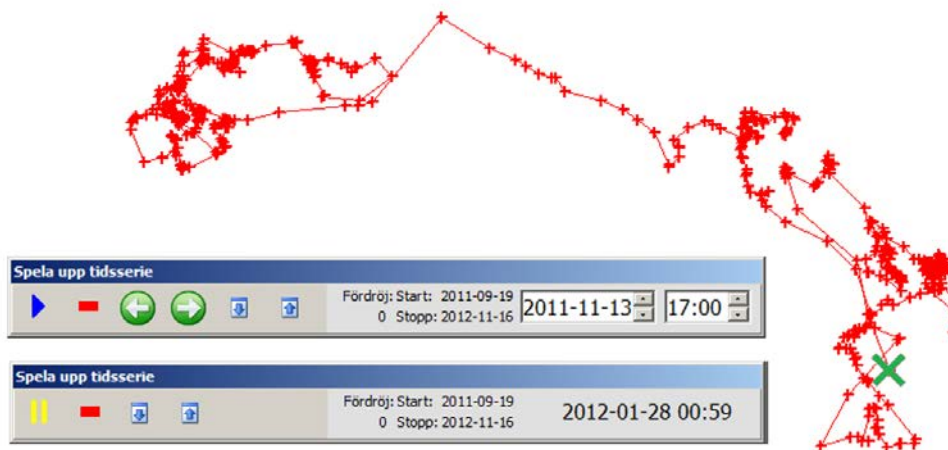 Spela upp tidsserie
Fördröj: Start: 2011-09-19
0 Stopp: 2012-11-16
2011-11-13 17:00
Spela upp tidsserie
Fördröj: Start: 2011-09-19
0 Stopp: 2012-11-16
2012-01-28 00:59